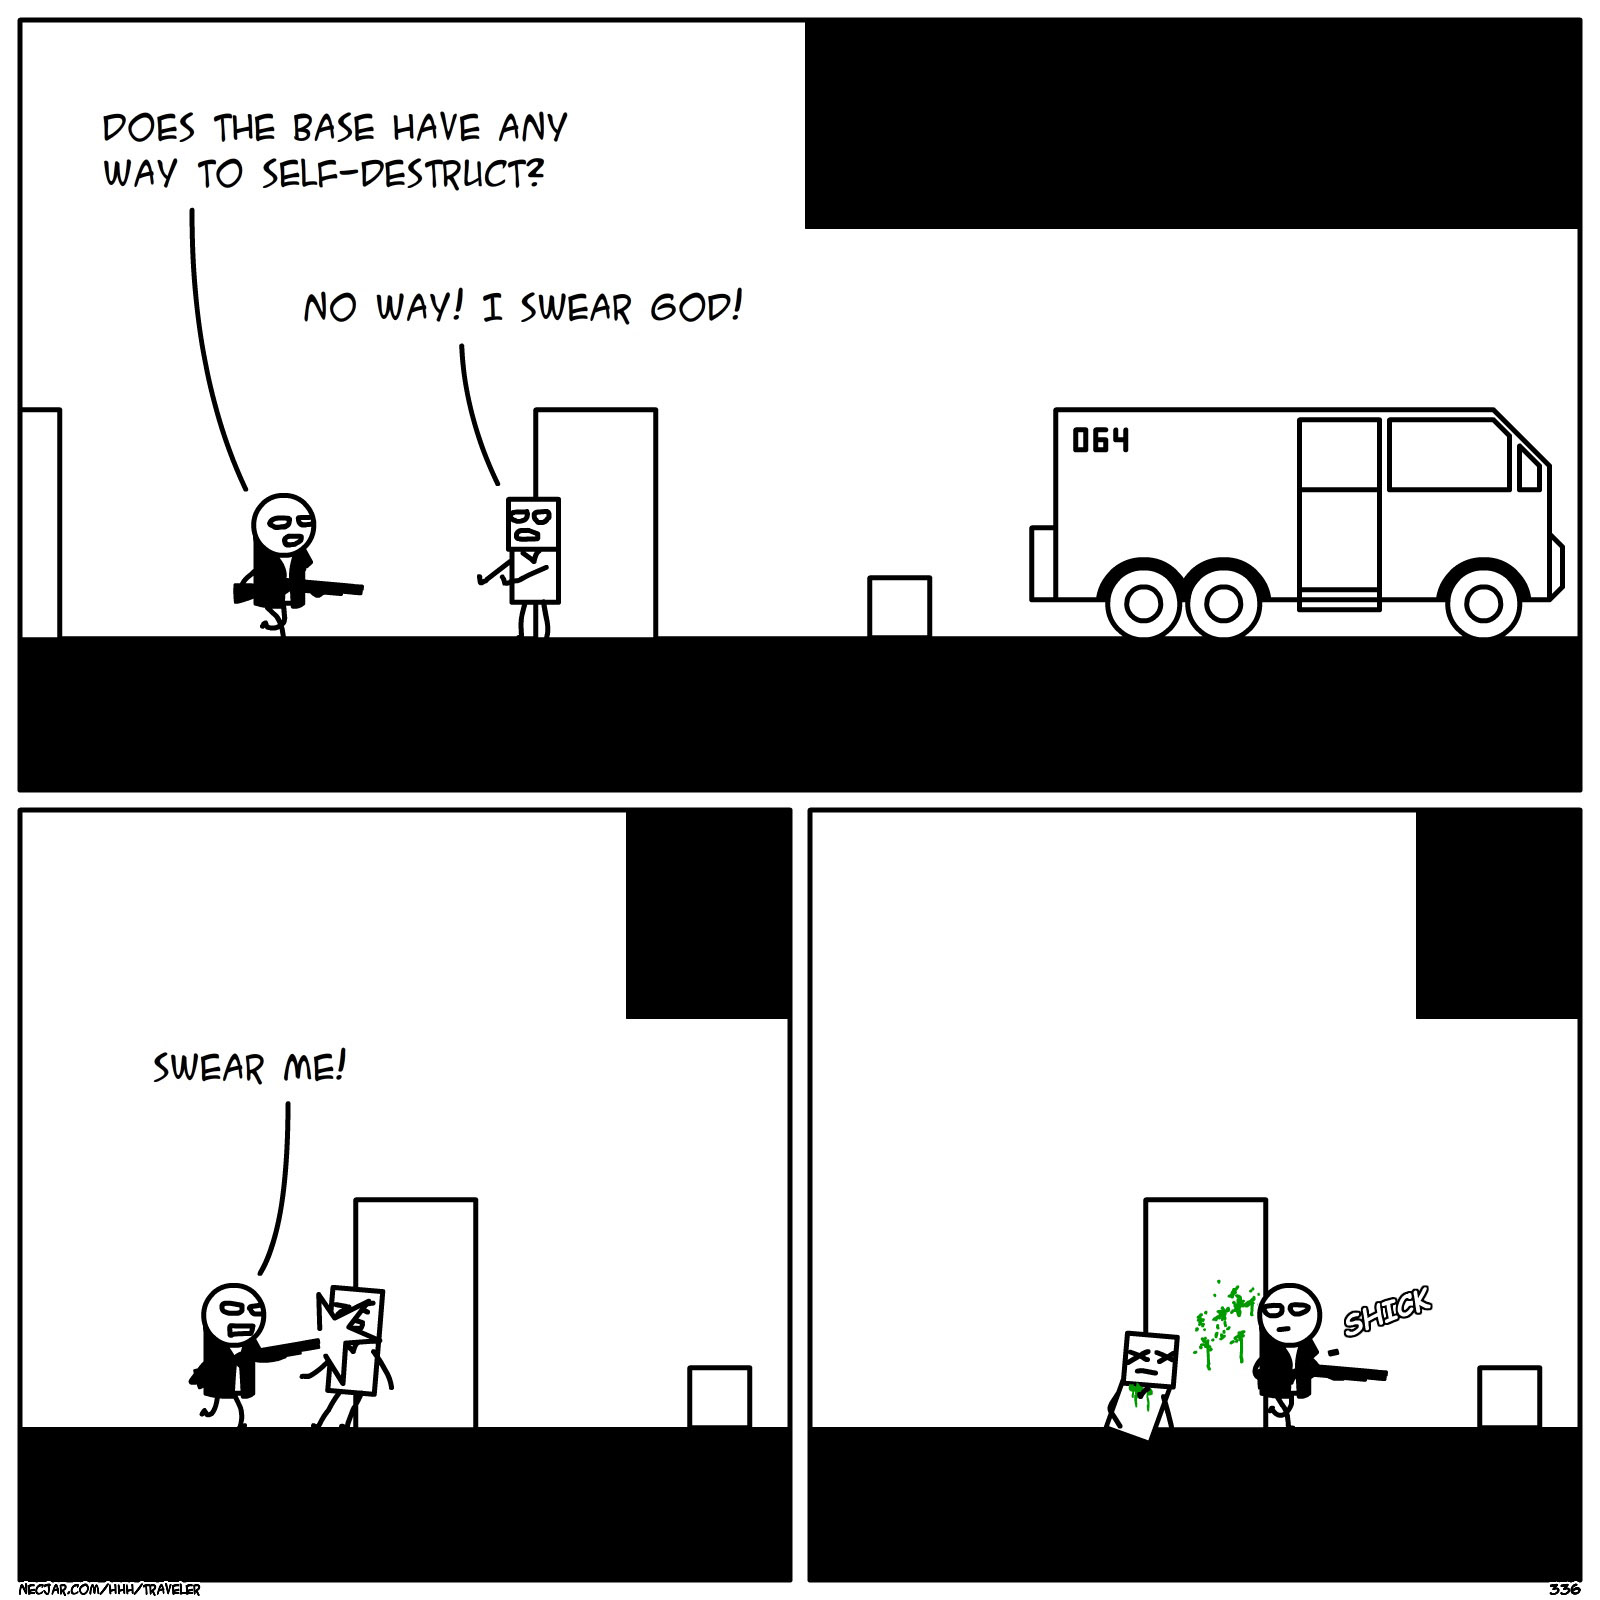 DOES THE BASE HAVE ANY
WAY TO SELF-DESTRUCT?
NO WAY! I SWEAR GOD!
064
SWEAR ME!
SHICK
NECJAR.COM/HHH/TRAVELER
336